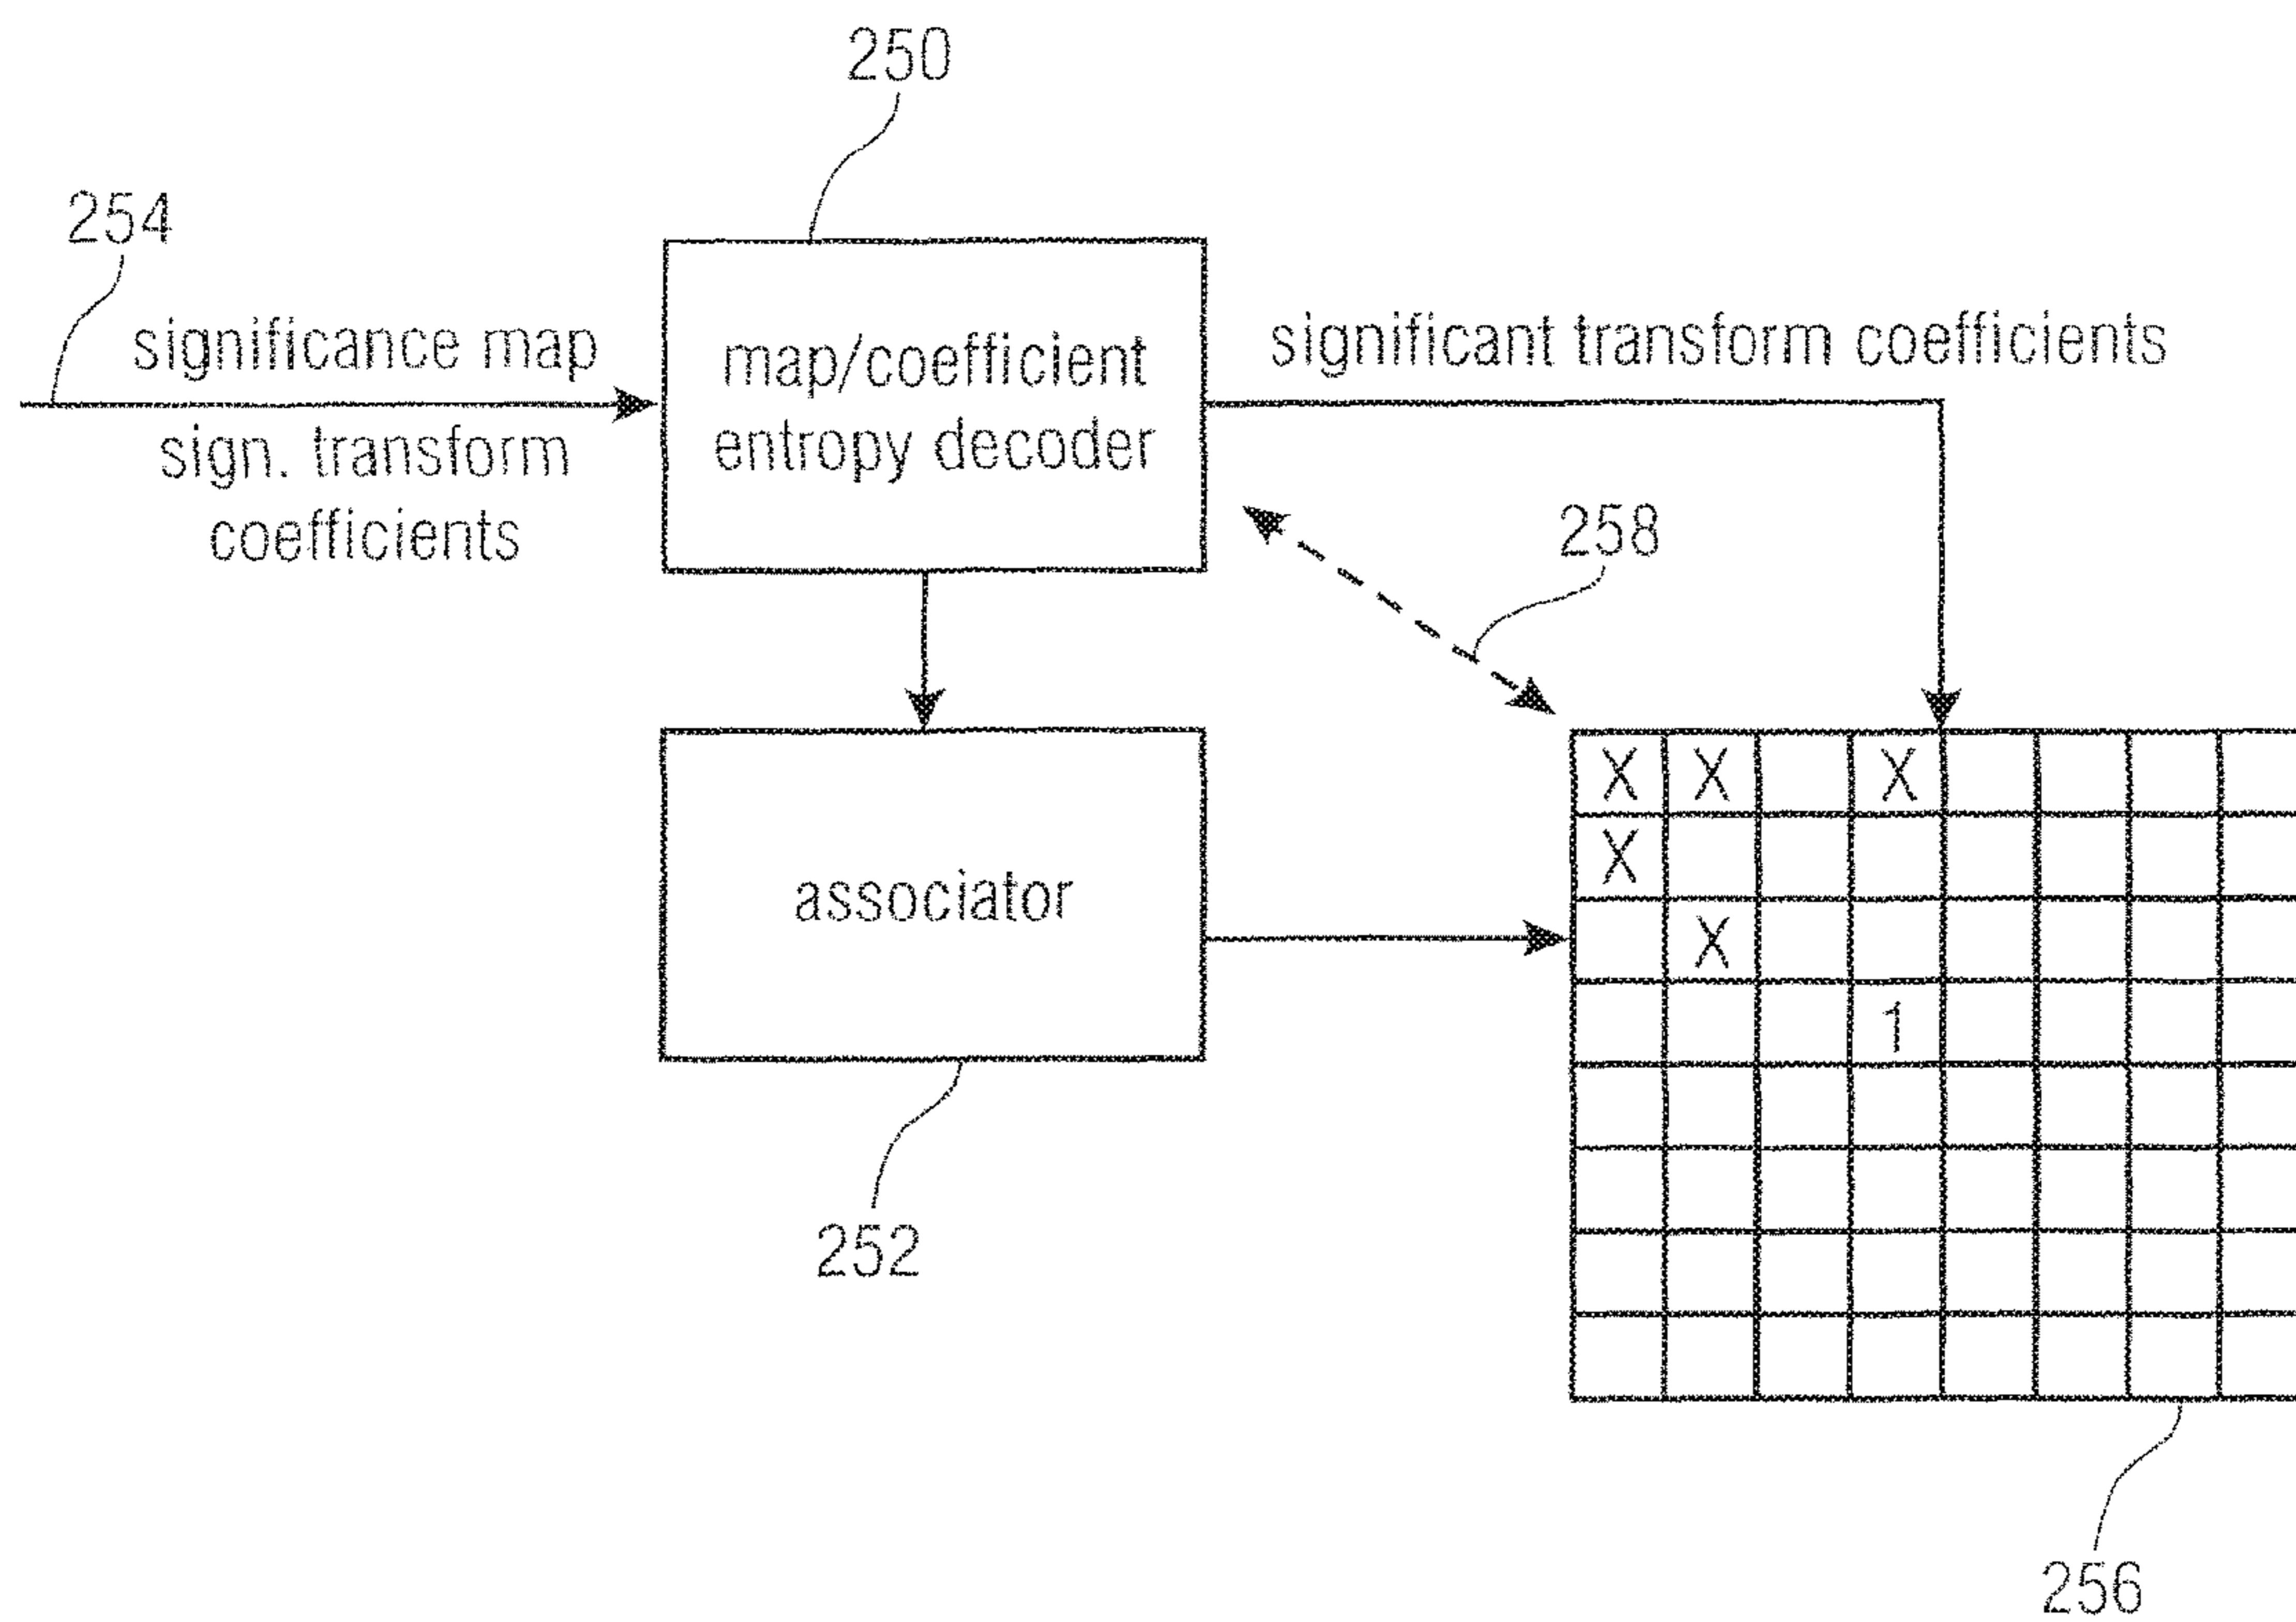 250
254
significance map
sign. transform
coefficients
map/coefficient
entropy decoder
significant transform coefficients
258
associator
X X X
X
X
1
252
256